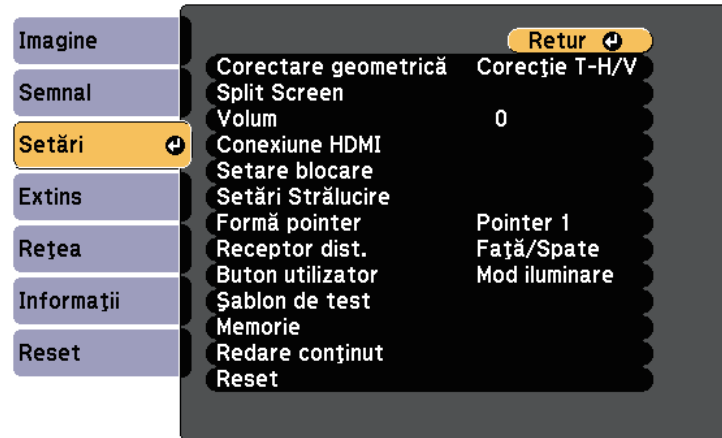 Imagine
Semnal
Setări
Extins
Reţea
Informaţii
Reset
Retur
Corectare geometrică Corecţie T-H/V
Split Screen
Volum 0
Conexiune HDMI
Setare blocare
Setări Strălucire
Formă pointer Pointer 1
Receptor dist. Faţă/Spate
Buton utilizator Mod iluminare
Şablon de test
Memorie
Redare conţinut
Reset